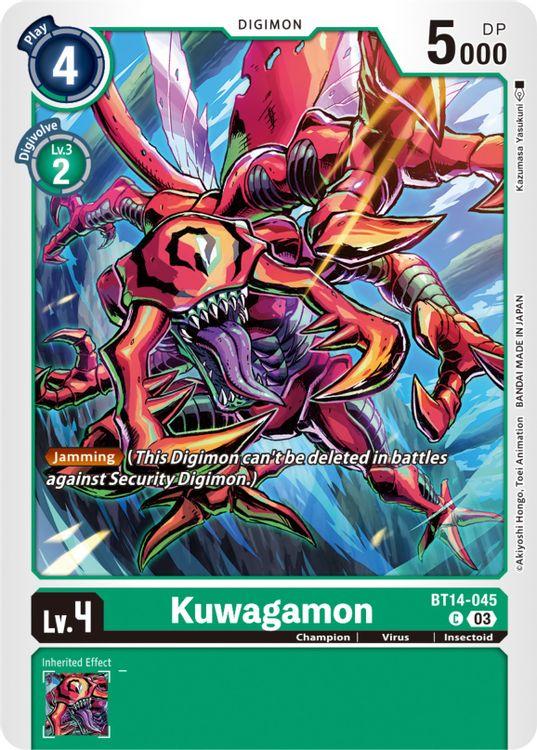 DIGIMON
Play
4
5000
DP
Digivolve
Lv.3
2
Kazumasa Yasukuni
©Akiyoshi Hongo, Toei Animation BANDAI MADE IN JAPAN
Jamming (This Digimon can't be deleted in battles
against Security Digimon.)
Lv.4
Kuwagamon
BT14-045
C 03
Champion | Virus | Insectoid
Inherited Effect
–